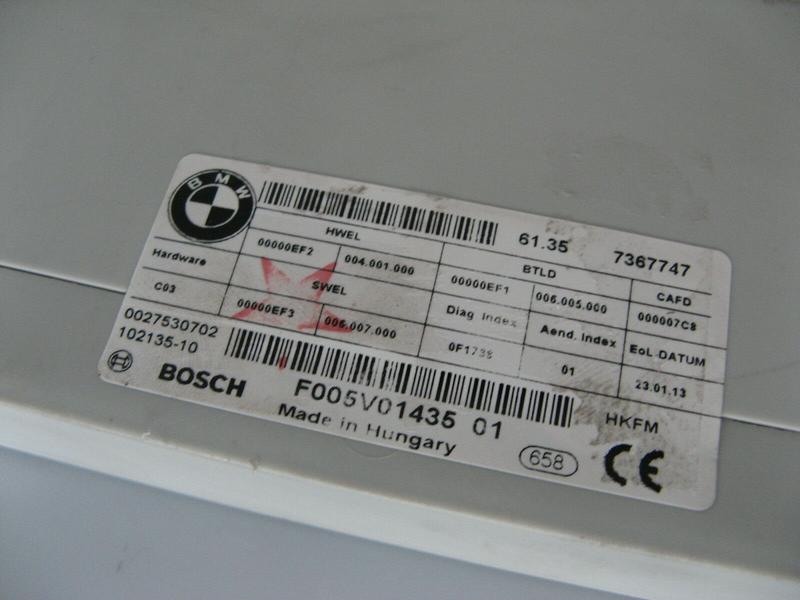 BMW
61.35 7367747
HWEL BTLD CAFD
00000EF2 004.001.000 00000EF1 006.005.000 000007C8
Hardware SWEL Diag Index Aend. Index EoL-DATUM
C03 00000EF3 006.007.000 0F1738 01 23.01.13
0027530702
102135-10
BOSCH F005V01435 01 HKFM
Made in Hungary 658 CE